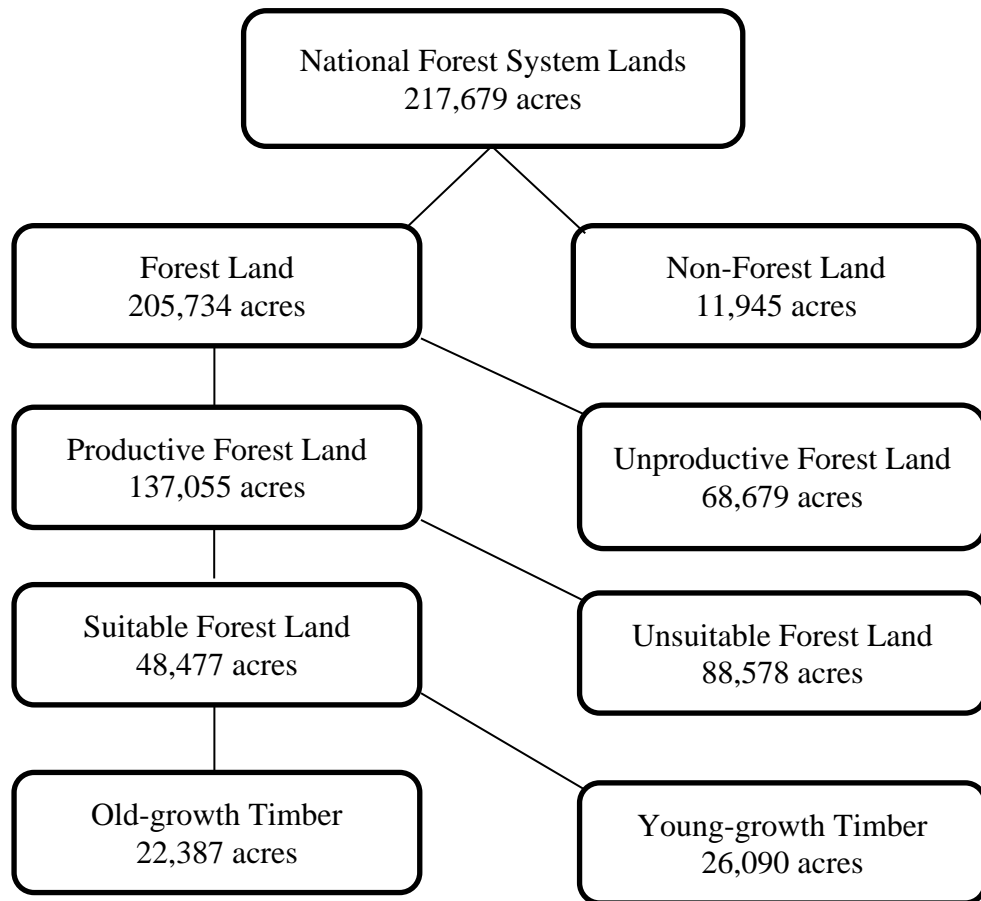 National Forest System Lands
217,679 acres
Forest Land
205,734 acres
Non-Forest Land
11,945 acres
Productive Forest Land
137,055 acres
Unproductive Forest Land
68,679 acres
Suitable Forest Land
48,477 acres
Unsuitable Forest Land
88,578 acres
Old-growth Timber
22,387 acres
Young-growth Timber
26,090 acres